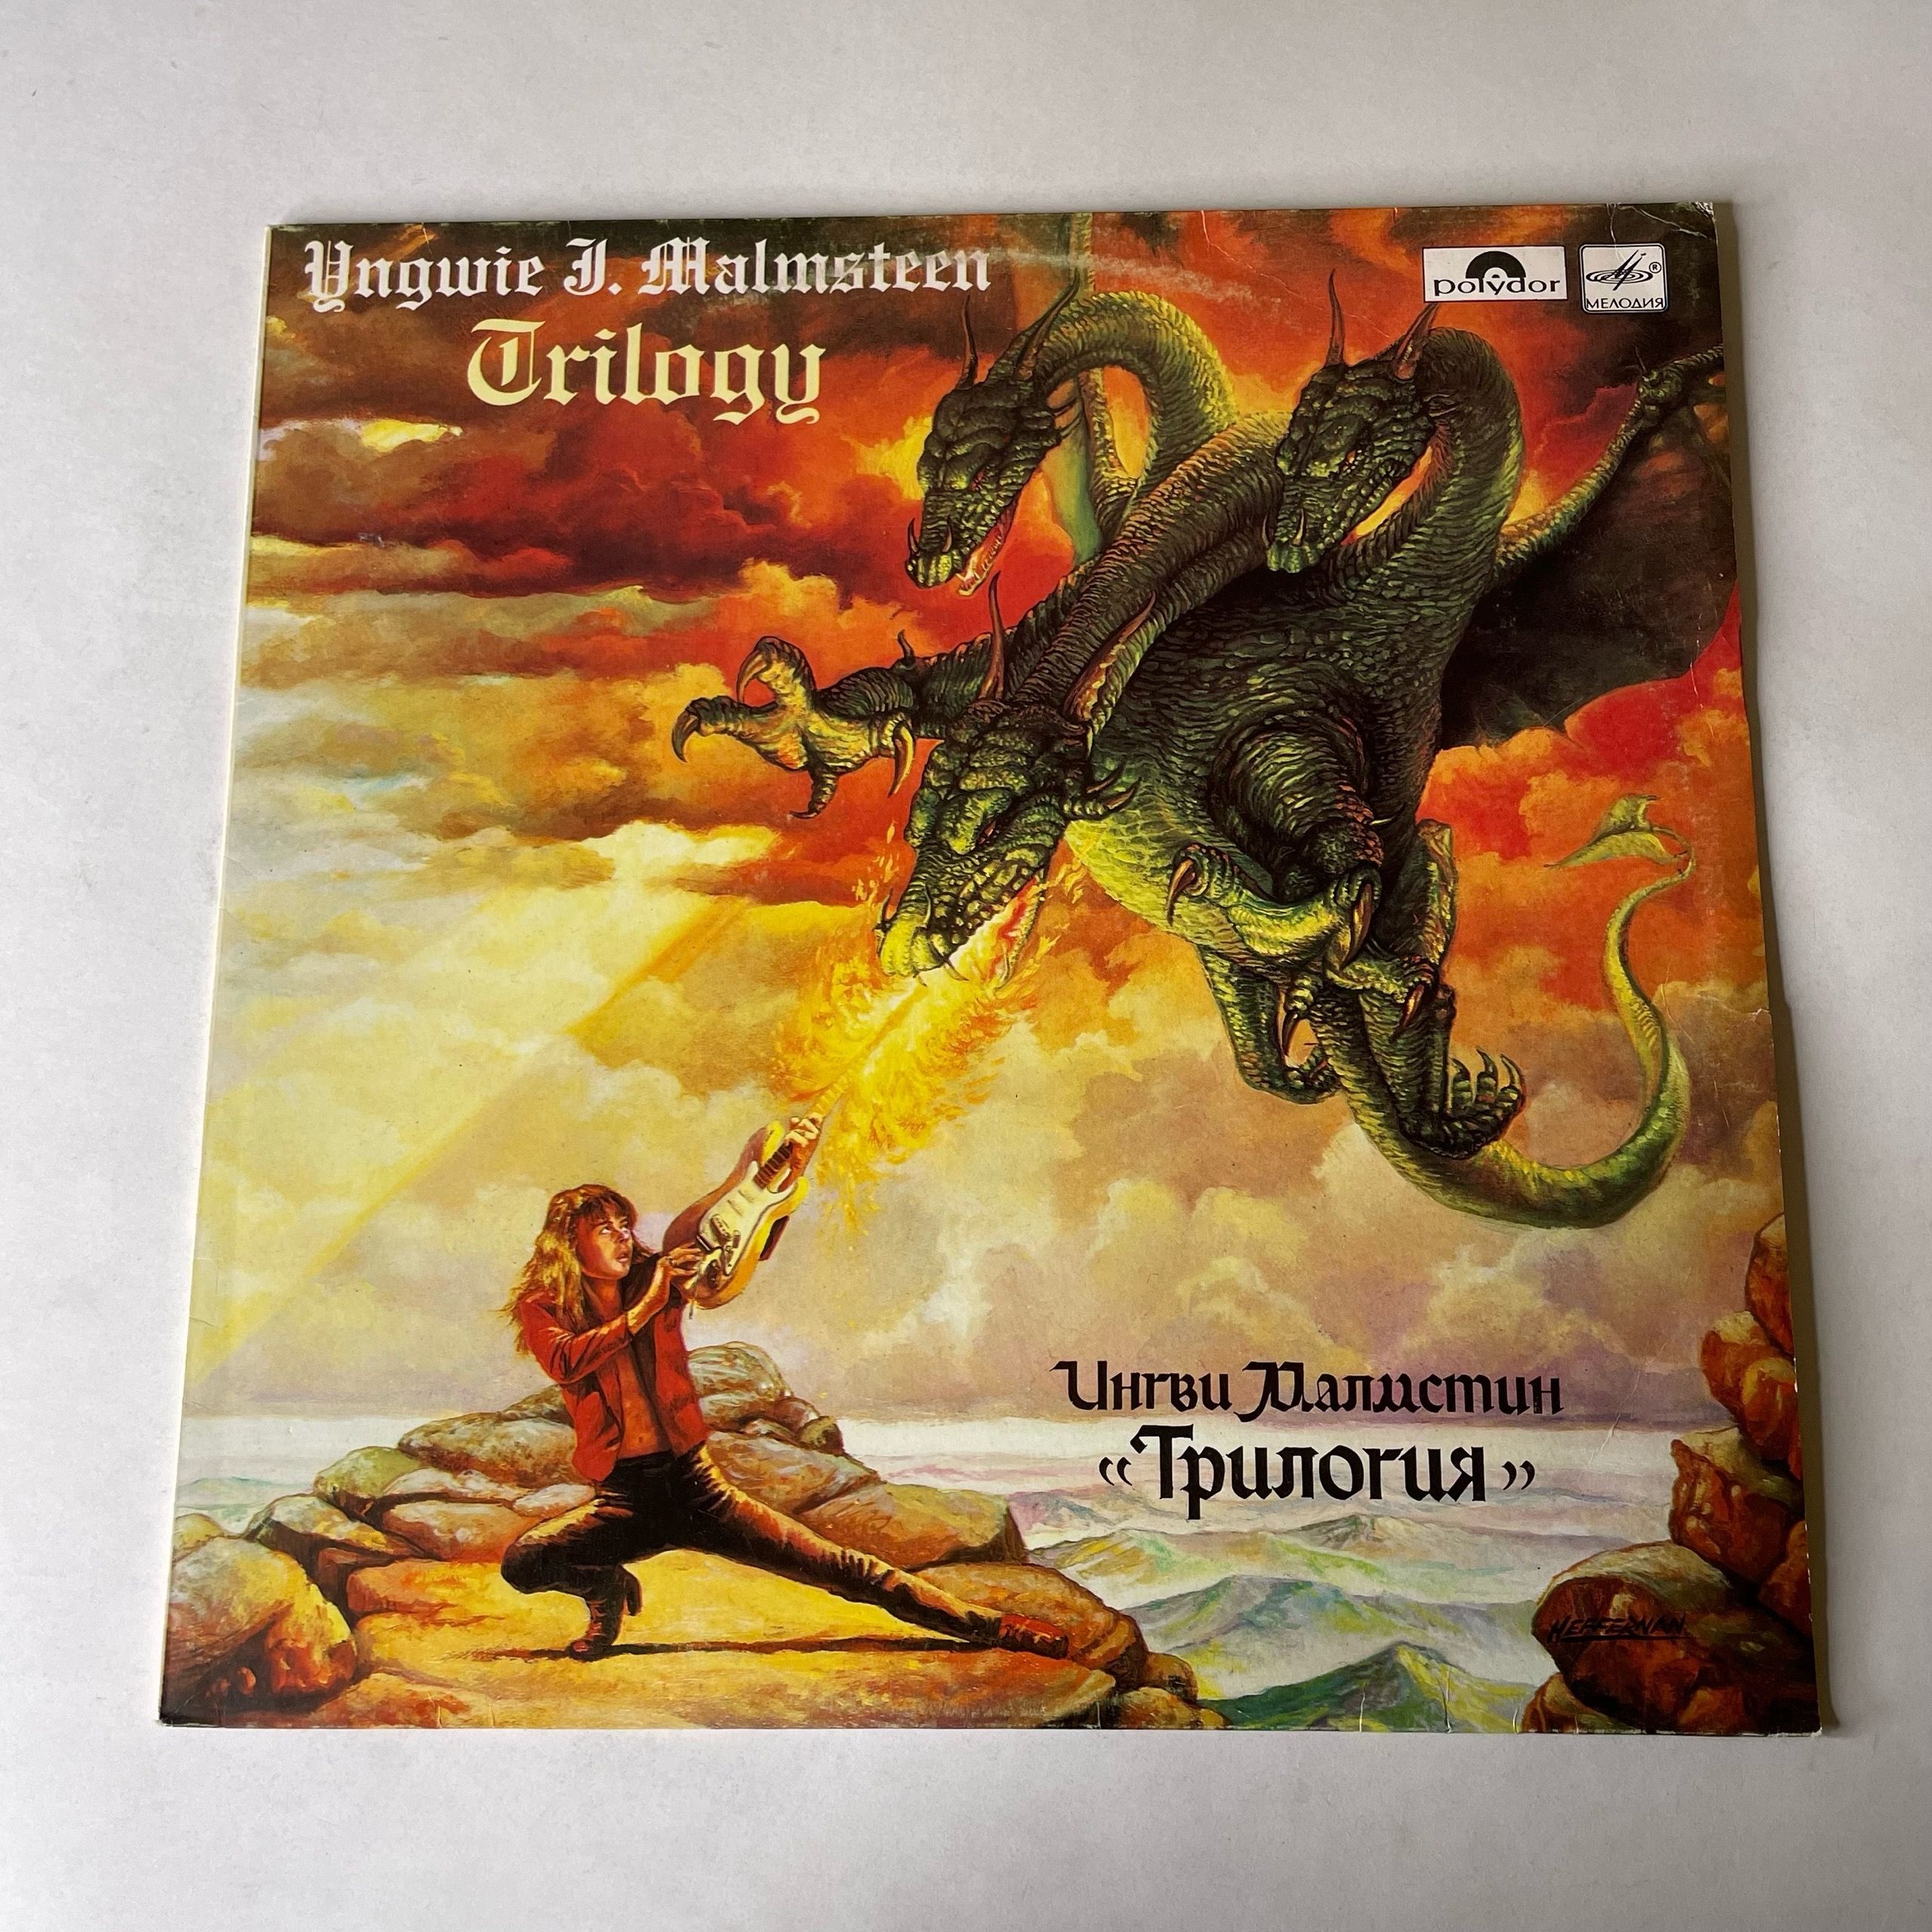 Yngwie J. Malmsteen
Trilogy
polydor
МЕЛОДИЯ ®
Ингви Малмстин
«Трилогия»
HEFFERNAN